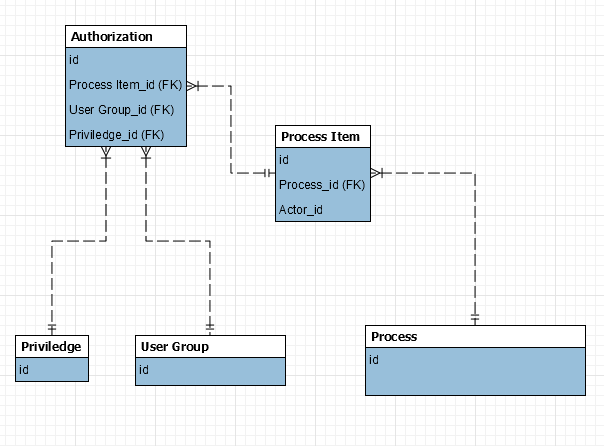 Authorization
id
Process Item_id (FK)
User Group_id (FK)
Priviledge_id (FK)
Process Item
id
Process_id (FK)
Actor_id
Priviledge
id
User Group
id
Process
id